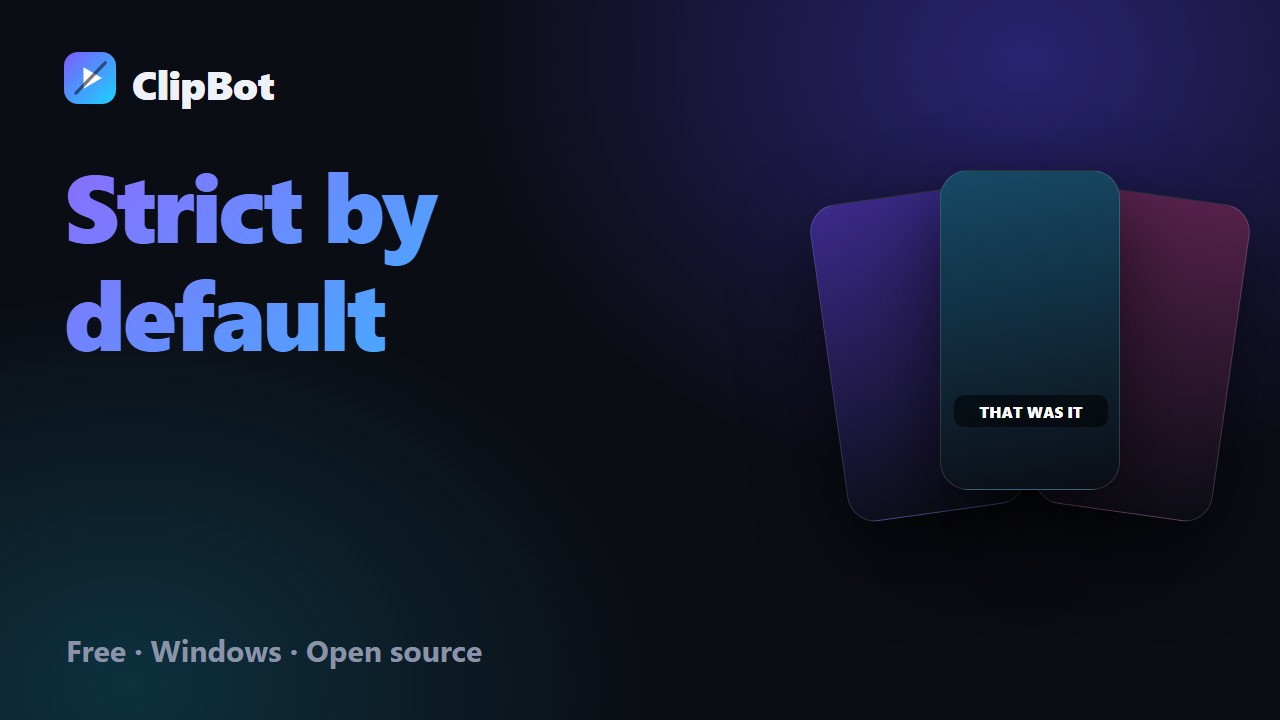 ClipBot
Strict by
default
THAT WAS IT
Free · Windows · Open source